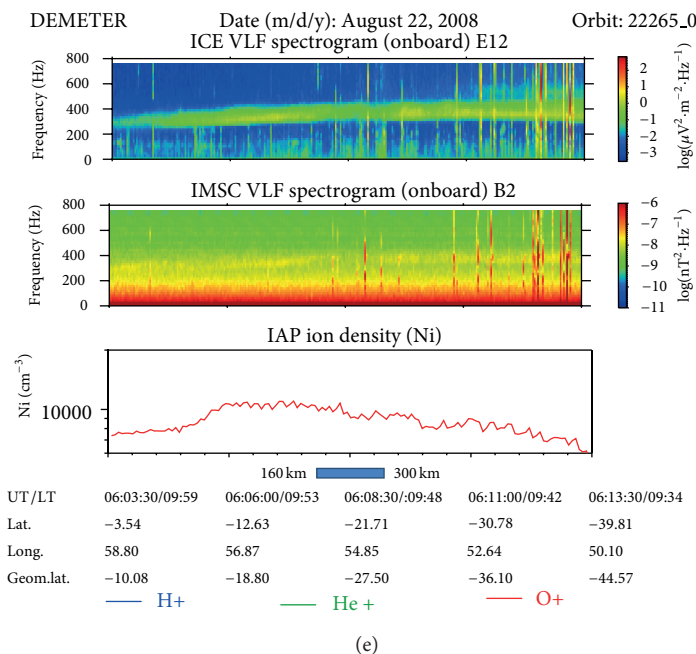 DEMETER Date (m/d/y): August 22, 2008 Orbit: 22265_0
ICE VLF spectrogram (onboard) E12
800
600
400
200
0
Frequency (Hz)
2
1
0
−1
−2
−3
log(μV²·m⁻²·Hz⁻¹)
IMSC VLF spectrogram (onboard) B2
800
600
400
200
0
Frequency (Hz)
−6
−7
−8
−9
−10
−11
log(nT²·Hz⁻¹)
IAP ion density (Ni)
Ni (cm⁻³)
10000
160 km 300 km
UT/LT 06:03:30/09:59 06:06:00/09:53 06:08:30/09:48 06:11:00/09:42 06:13:30/09:34
Lat. −3.54 −12.63 −21.71 −30.78 −39.81
Long. 58.80 56.87 54.85 52.64 50.10
Geom.lat. −10.08 −18.80 −27.50 −36.10 −44.57
H+ He + O+
(e)